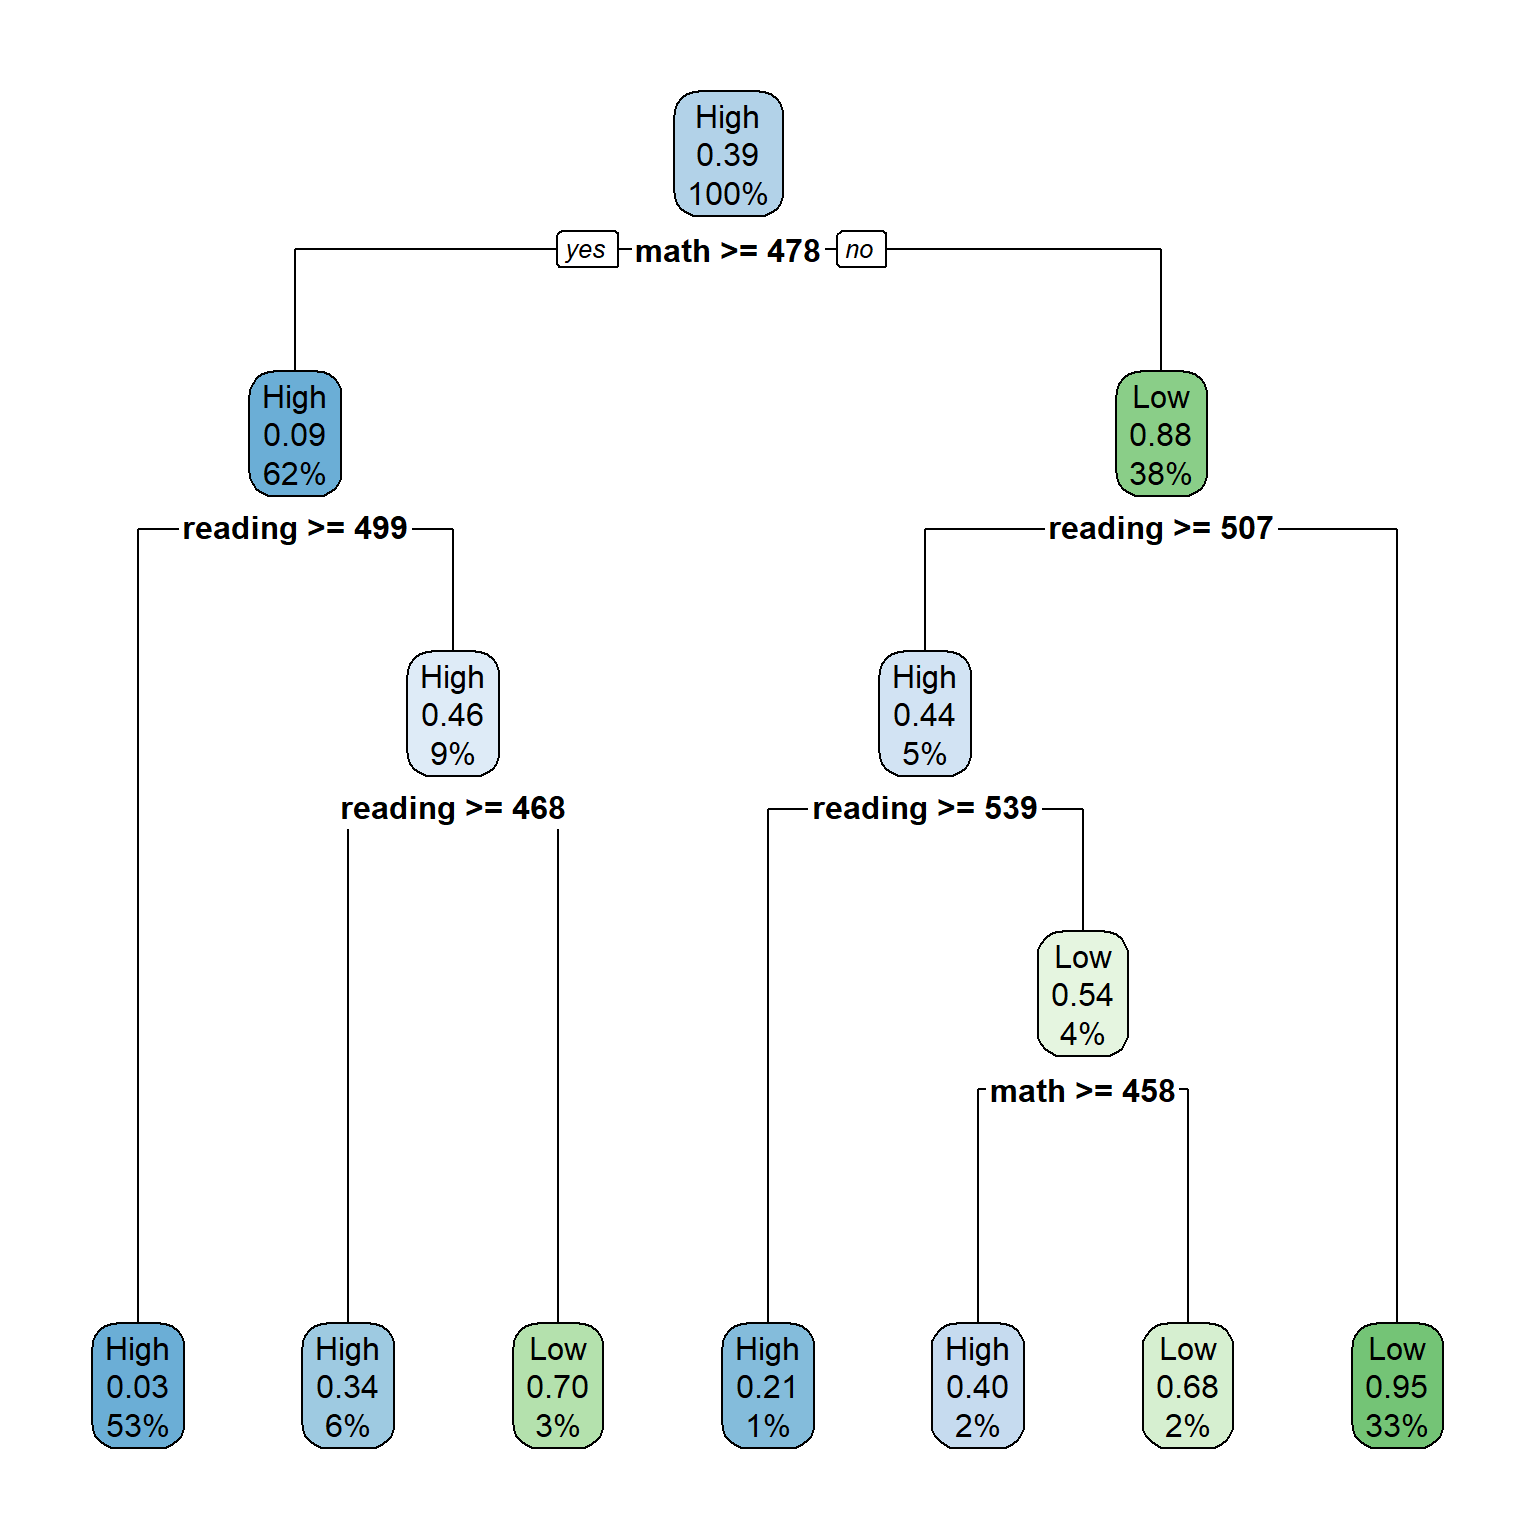 High
0.39
100%
yes
math >= 478
no
High
0.09
62%
Low
0.88
38%
reading >= 499
reading >= 507
High
0.46
9%
High
0.44
5%
reading >= 468
reading >= 539
Low
0.54
4%
math >= 458
High
0.03
53%
High
0.34
6%
Low
0.70
3%
High
0.21
1%
High
0.40
2%
Low
0.68
2%
Low
0.95
33%